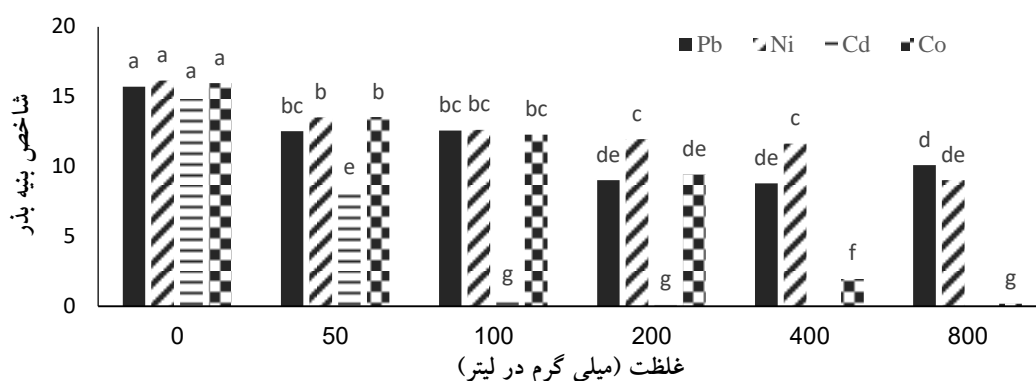 20
15
10
5
0
شاخص بنیه بذر
Pb Ni Cd Co
a a a a
bc b e b
bc bc g bc
de c g de
de c f
d de g
0 50 100 200 400 800
غلظت (میلی گرم در لیتر)